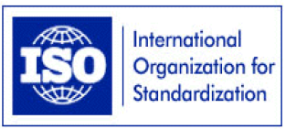 ISO
International
Organization for
Standardization